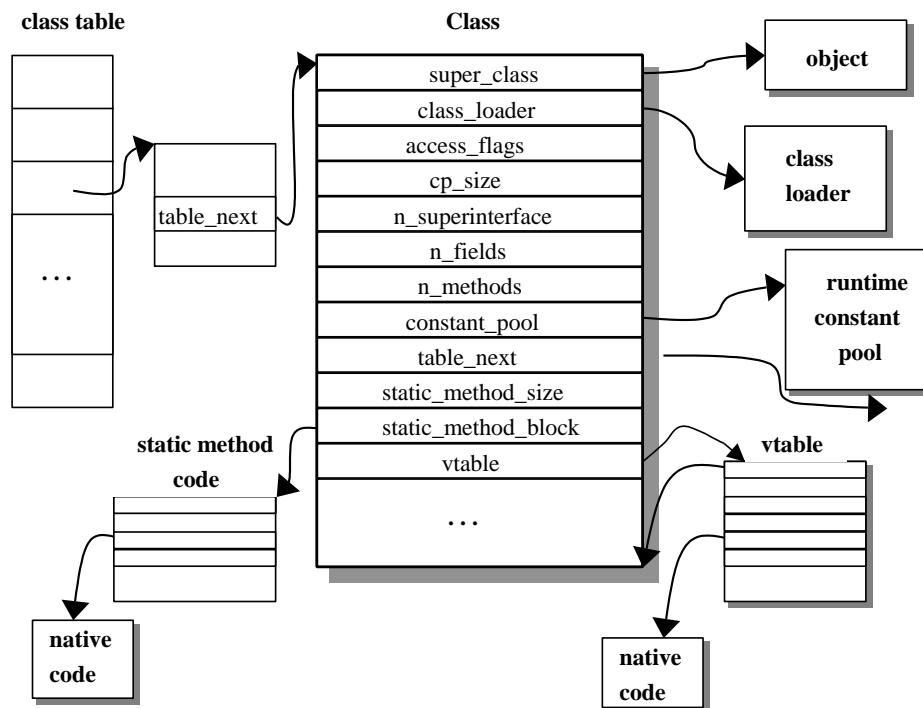 class table
Class
super_class
class_loader
access_flags
cp_size
n_superinterface
n_fields
n_methods
constant_pool
table_next
static_method_size
static_method_block
vtable
...
table_next
...
object
class
loader
runtime
constant
pool
static method
code
native
code
vtable
native
code